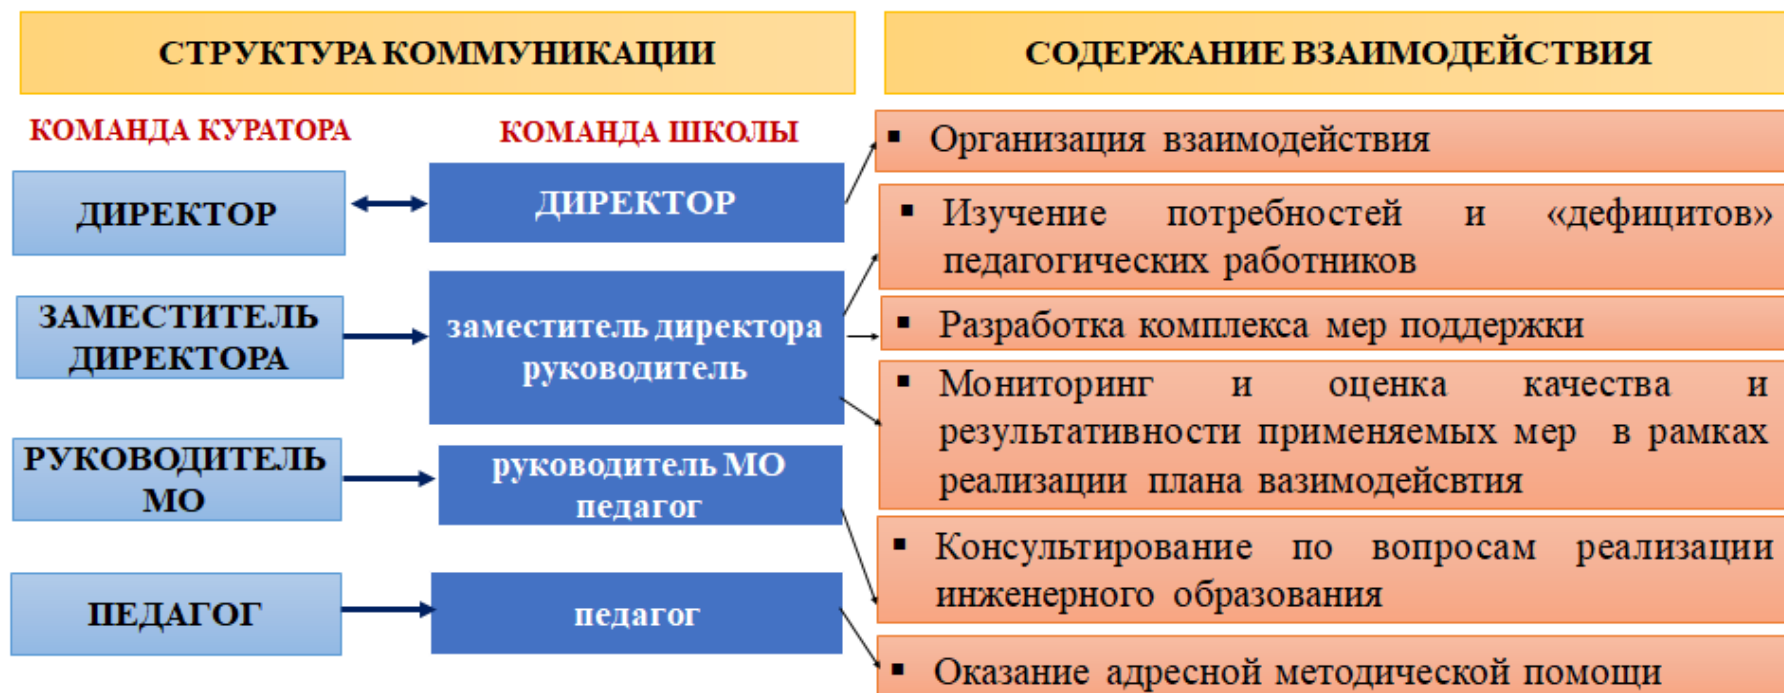 СТРУКТУРА КОММУНИКАЦИИ
СОДЕРЖАНИЕ ВЗАИМОДЕЙСТВИЯ
КОМАНДА КУРАТОРА
КОМАНДА ШКОЛЫ
ДИРЕКТОР
ДИРЕКТОР
▪ Организация взаимодействия
ЗАМЕСТИТЕЛЬ
ДИРЕКТОРА
заместитель директора
руководитель
▪ Изучение потребностей и «дефицитов»
педагогических работников
▪ Разработка комплекса мер поддержки
▪ Мониторинг и оценка качества и
результативности применяемых мер в рамках
реализации плана вазимодейсвтия
РУКОВОДИТЕЛЬ
МО
руководитель МО
педагог
▪ Консультирование по вопросам реализации
инженерного образования
ПЕДАГОГ
педагог
▪ Оказание адресной методической помощи